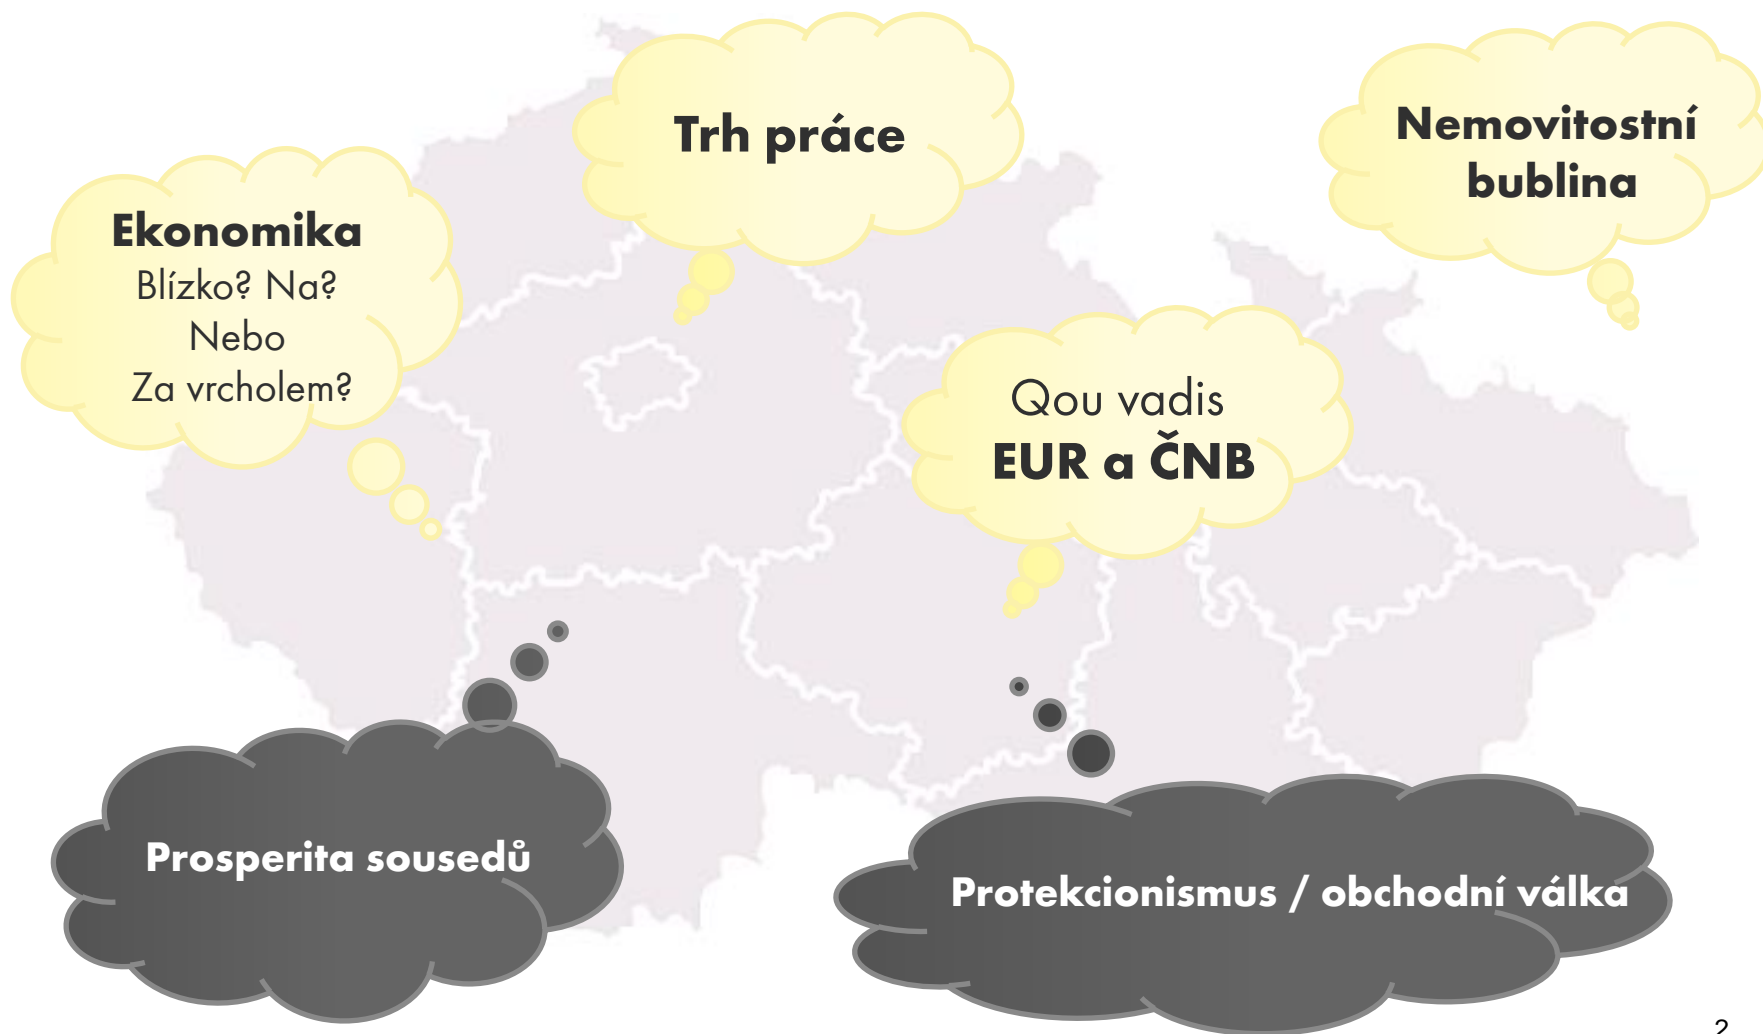 Trh práce
Nemovitostní
bublina
Ekonomika
Blízko? Na?
Nebo
Za vrcholem?
Qou vadis
EUR a ČNB
Prosperita sousedů
Protekcionismus / obchodní válka
2